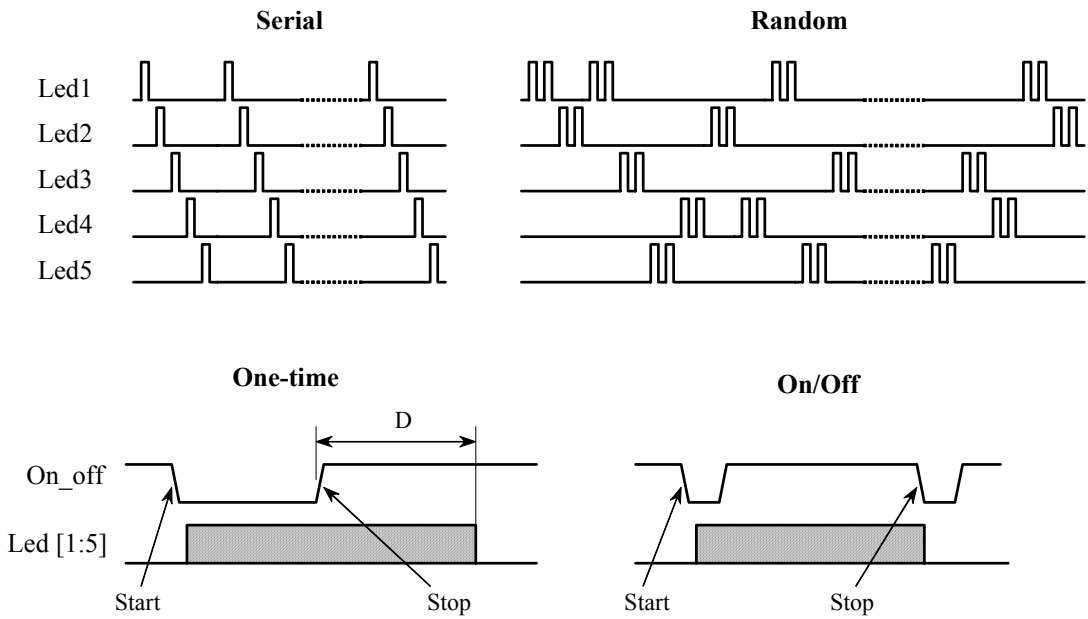 Serial
Random
Led1
Led2
Led3
Led4
Led5
One-time
On/Off
D
On_off
Led [1:5]
Start
Stop
Start
Stop